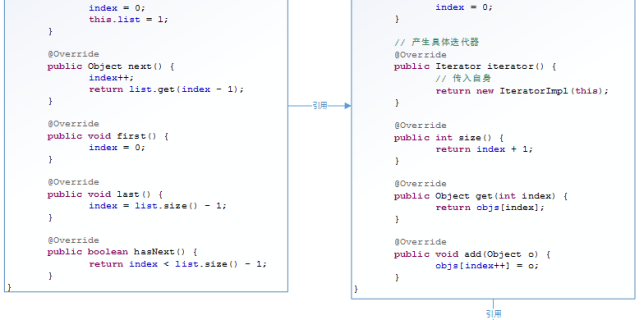 index = 0;
this.list = l;
}
@Override
public Object next() {
index++;
return list.get(index - 1);
}
@Override
public void first() {
index = 0;
}
@Override
public void last() {
index = list.size() - 1;
}
@Override
public boolean hasNext() {
return index < list.size() - 1;
}
}
引用
index = 0;
}
// 产生具体迭代器
@Override
public Iterator iterator() {
// 传入自身
return new IteratorImpl(this);
}
@Override
public int size() {
return index + 1;
}
@Override
public Object get(int index) {
return objs[index];
}
@Override
public void add(Object o) {
objs[index++] = o;
}
}
引用